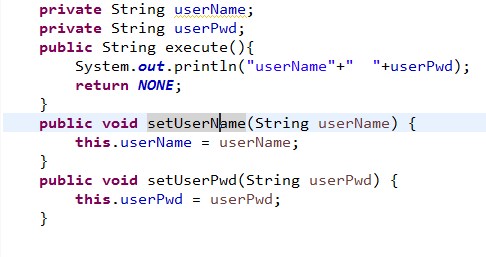 private String userName;
private String userPwd;
public String execute(){
System.out.println("userName"+"  "+userPwd);
return NONE;
}
public void setUserName(String userName) {
this.userName = userName;
}
public void setUserPwd(String userPwd) {
this.userPwd = userPwd;
}